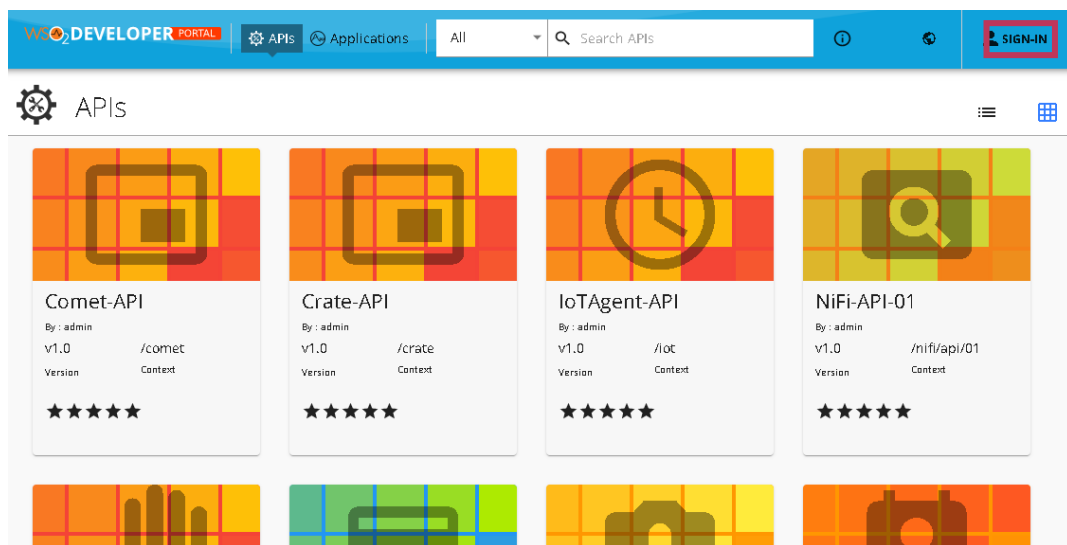 WSO2 DEVELOPER PORTAL APIs Applications All Search APIs SIGN-IN
APIs
Comet-API Crate-API IoTAgent-API NiFi-API-01
By : admin By : admin By : admin By : admin
v1.0 /comet v1.0 /crate v1.0 /iot v1.0 /nifi/api/01
Version Context Version Context Version Context Version Context